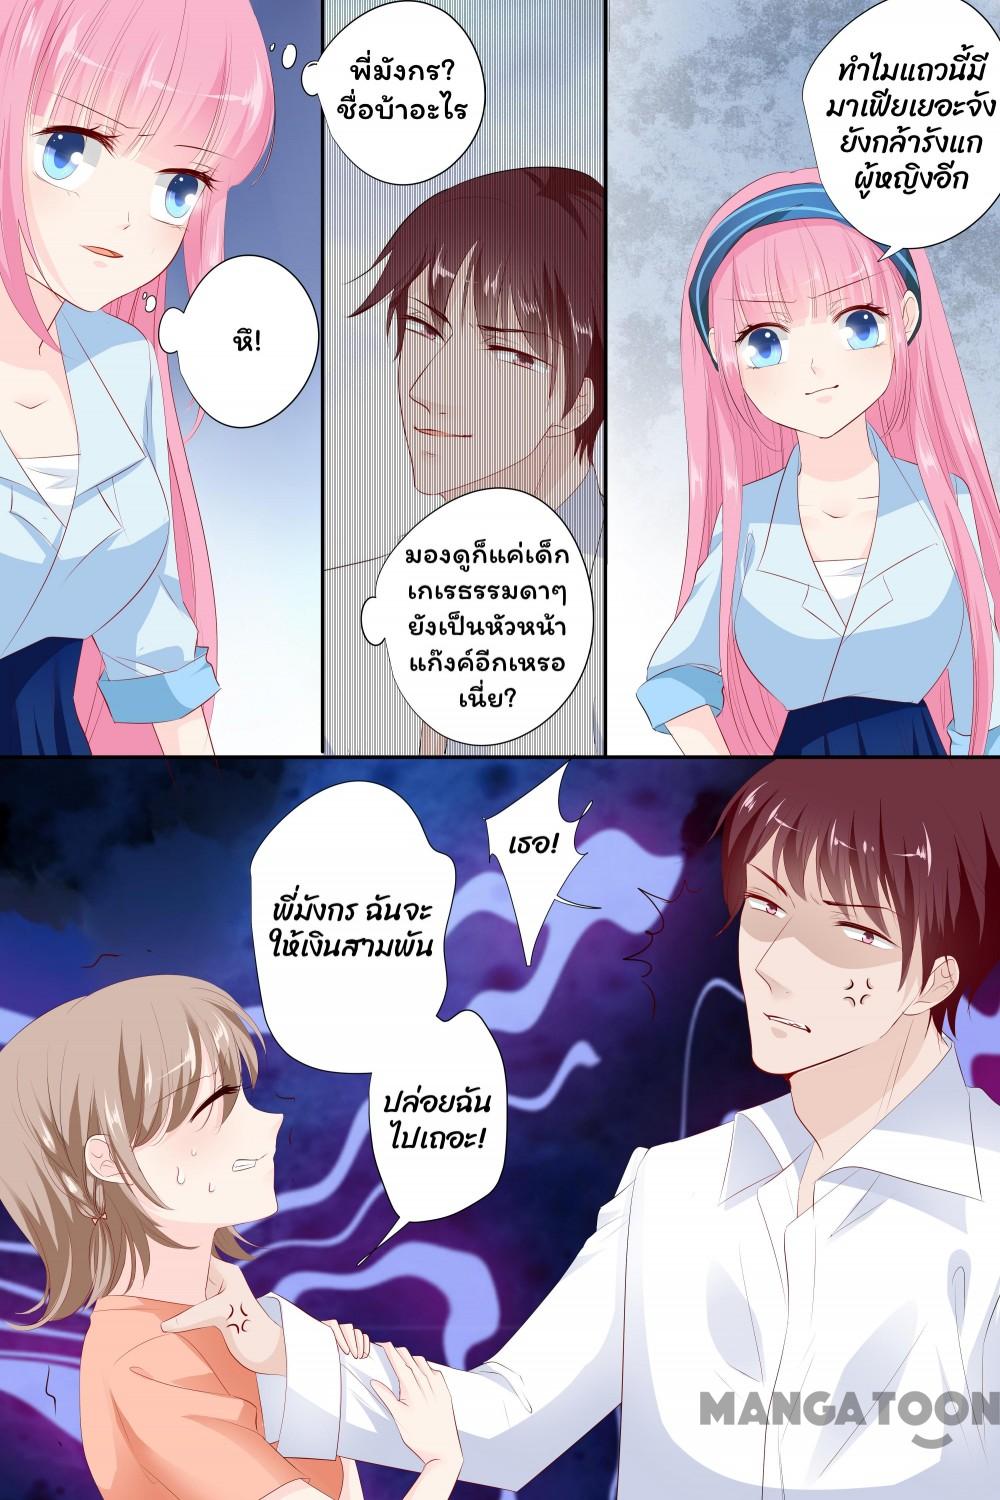 พี่มังกร?
ชื่อบ้าอะไร
หึ!
มองดูก็แค่เด็ก
เกเรธรรมดาๆ
ยังเป็นหัวหน้า
แก๊งค์อีกเหรอ
เนี่ย?
ทำไมแถวนี้มี
มาเฟียเยอะจัง
ยังกล้ารังแก
ผู้หญิงอีก
เธอ!
พี่มังกร ฉันจะ
ให้เงินสามพัน
ปล่อยฉัน
ไปเถอะ!
MANGATOON